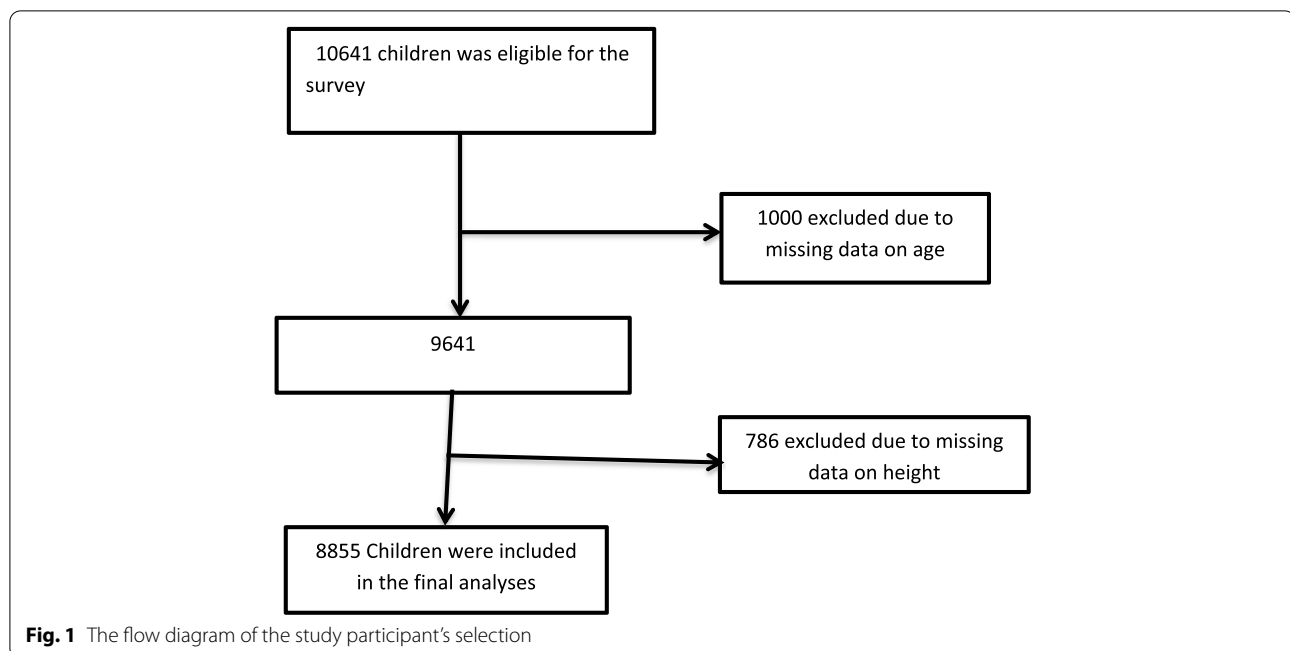 10641 children was eligible for the
survey
1000 excluded due to
missing data on age
9641
786 excluded due to missing
data on height
8855 Children were included
in the final analyses
Fig. 1 The flow diagram of the study participant's selection